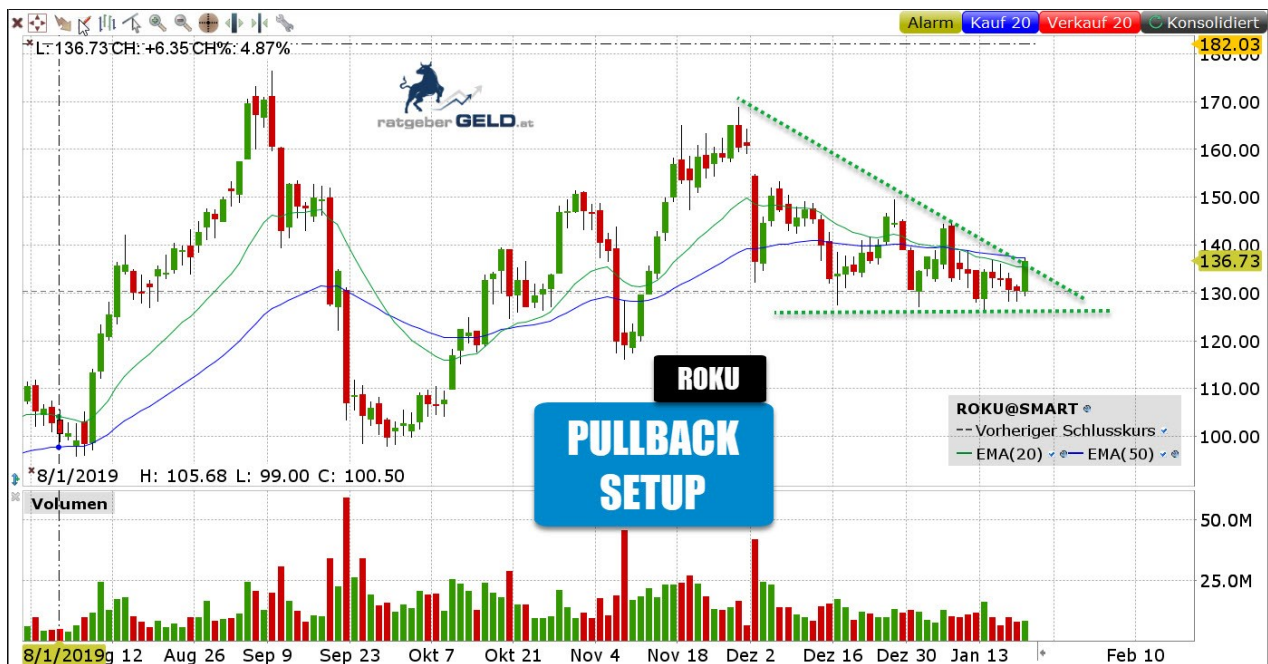 Alarm Kauf 20 Verkauf 20 Konsolidiert
L: 136.73 CH: +6.35 CH%: 4.87%
182.03
180.00
170.00
160.00
150.00
140.00
136.73
130.00
120.00
110.00
100.00
ratgeber GELD.at
ROKU
PULLBACK
SETUP
ROKU@SMART
Vorheriger Schlusskurs
EMA(20) EMA(50)
8/1/2019 H: 105.68 L: 99.00 C: 100.50
Volumen
50.0M
25.0M
8/1/2019g 12 Aug 26 Sep 9 Sep 23 Okt 7 Okt 21 Nov 4 Nov 18 Dez 2 Dez 16 Dez 30 Jan 13 Feb 10